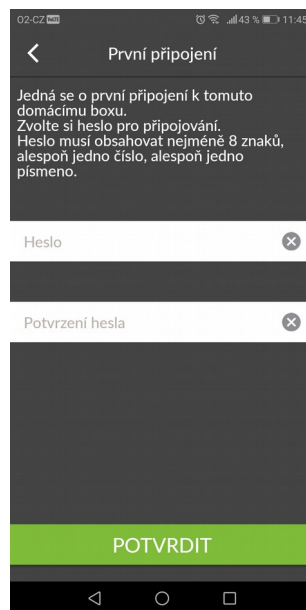 O2-CZ 43 % 11:45
První připojení
Jedná se o první připojení k tomuto
domácímu boxu.
Zvolte si heslo pro připojování.
Heslo musí obsahovat nejméně 8 znaků,
alespoň jedno číslo, alespoň jedno
písmeno.
Heslo
Potvrzení hesla
POTVRDIT